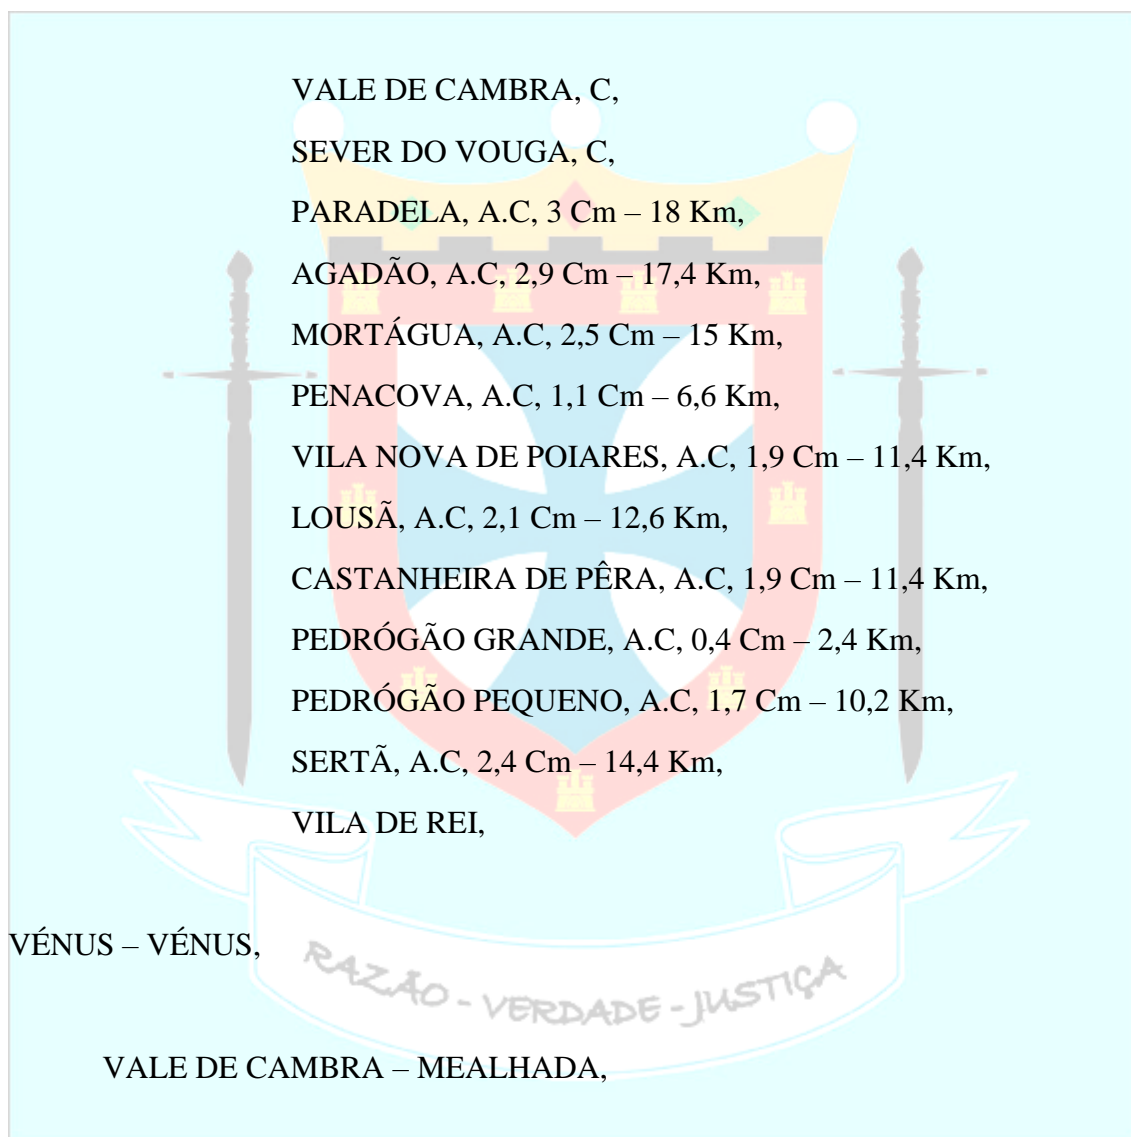 VALE DE CAMBRA, C,
SEVER DO VOUGA, C,
PARADELA, A.C, 3 Cm – 18 Km,
AGADÃO, A.C, 2,9 Cm – 17,4 Km,
MORTÁGUA, A.C, 2,5 Cm – 15 Km,
PENACOVA, A.C, 1,1 Cm – 6,6 Km,
VILA NOVA DE POIARES, A.C, 1,9 Cm – 11,4 Km,
LOUSÃ, A.C, 2,1 Cm – 12,6 Km,
CASTANHEIRA DE PÊRA, A.C, 1,9 Cm – 11,4 Km,
PEDRÓGÃO GRANDE, A.C, 0,4 Cm – 2,4 Km,
PEDRÓGÃO PEQUENO, A.C, 1,7 Cm – 10,2 Km,
SERTÃ, A.C, 2,4 Cm – 14,4 Km,
VILA DE REI,
VÉNUS – VÉNUS,
RAZÃO - VERDADE - JUSTIÇA
VALE DE CAMBRA – MEALHADA,